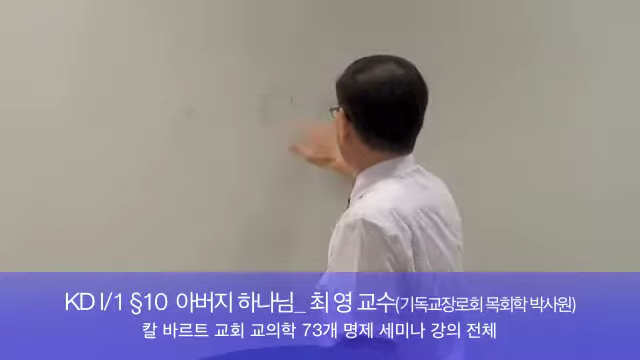 KD I/1 §10 아버지 하나님_ 최 영 교수(기독교장로회 목회학 박사원)
칼 바르트 교회 교의학 73개 명제 세미나 강의 전체